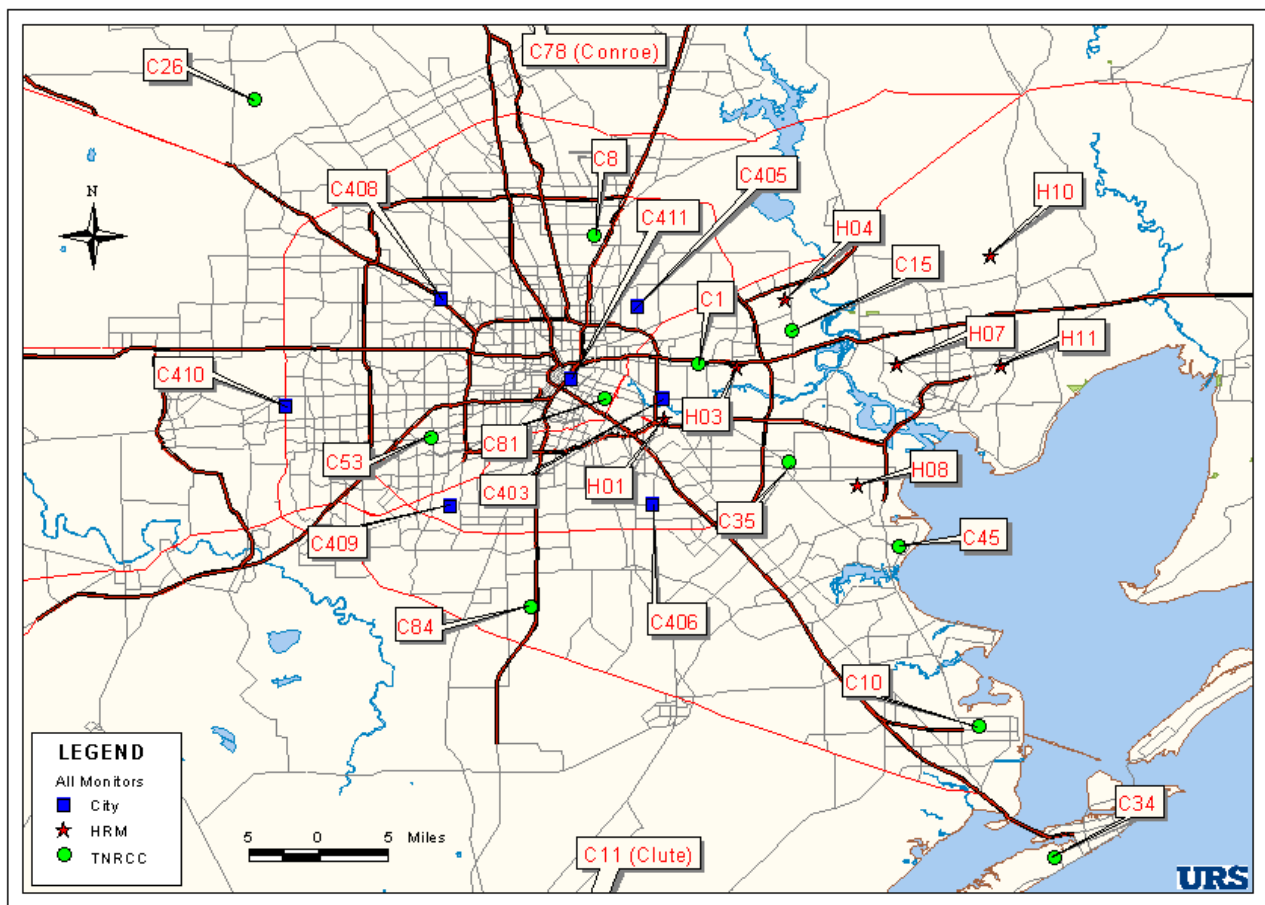 C78 (Conroe)
C26
C8
C405
C408
C411
H10
H04
C15
N
C1
H07
H11
C410
H03
C81
C53
H08
C403
H01
C35
C409
C45
C84
C406
C10
LEGEND
All Monitors
City
HRM
TNRCC
5 0 5 Miles
C34
C11 (Clute)
URS